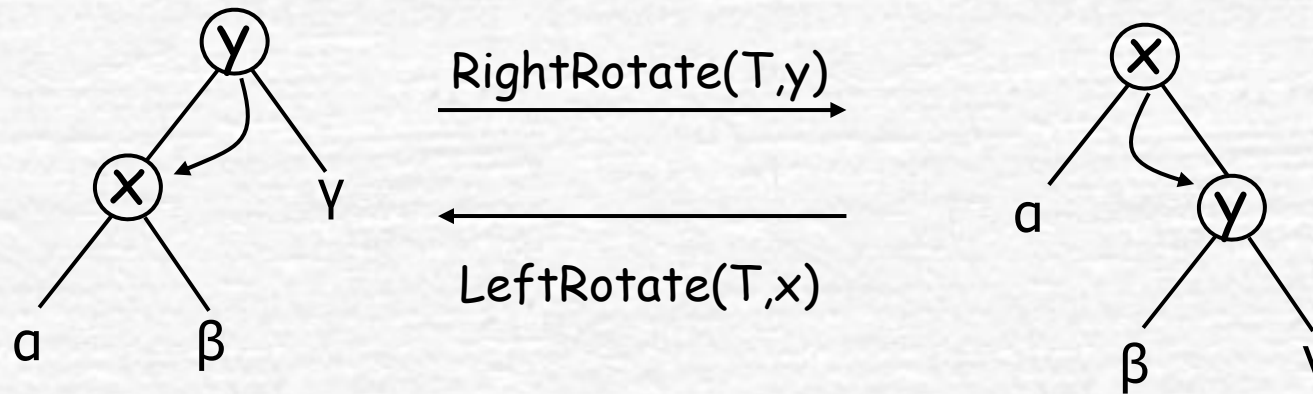 y
RightRotate(T,y)
x
x
γ
α
y
LeftRotate(T,x)
α
β
β